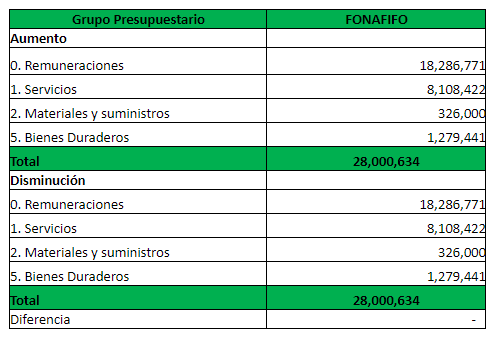 Grupo Presupuestario FONAFIFO
Aumento
0. Remuneraciones 18,286,771
1. Servicios 8,108,422
2. Materiales y suministros 326,000
5. Bienes Duraderos 1,279,441
Total 28,000,634
Disminución
0. Remuneraciones 18,286,771
1. Servicios 8,108,422
2. Materiales y suministros 326,000
5. Bienes Duraderos 1,279,441
Total 28,000,634
Diferencia -